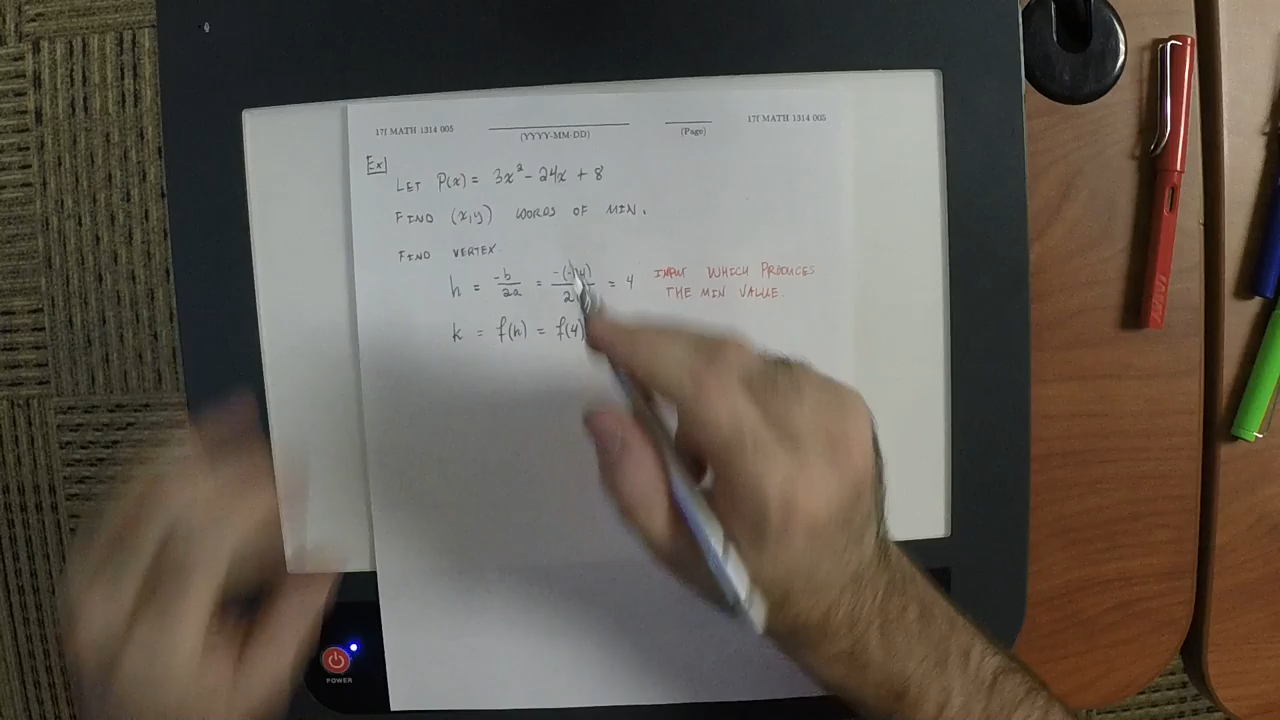 17f MATH 1314 005
(YYYY-MM-DD)
(Page)
17f MATH 1314 005
Ex
LET P(x) = 3x² - 24x + 8
FIND (x,y) COORDS OF MIN.
FIND VERTEX
h = -b/2a = = 4
INPUT WHICH PRODUCES
THE MIN VALUE.
k = f(h) = f(4)
POWER